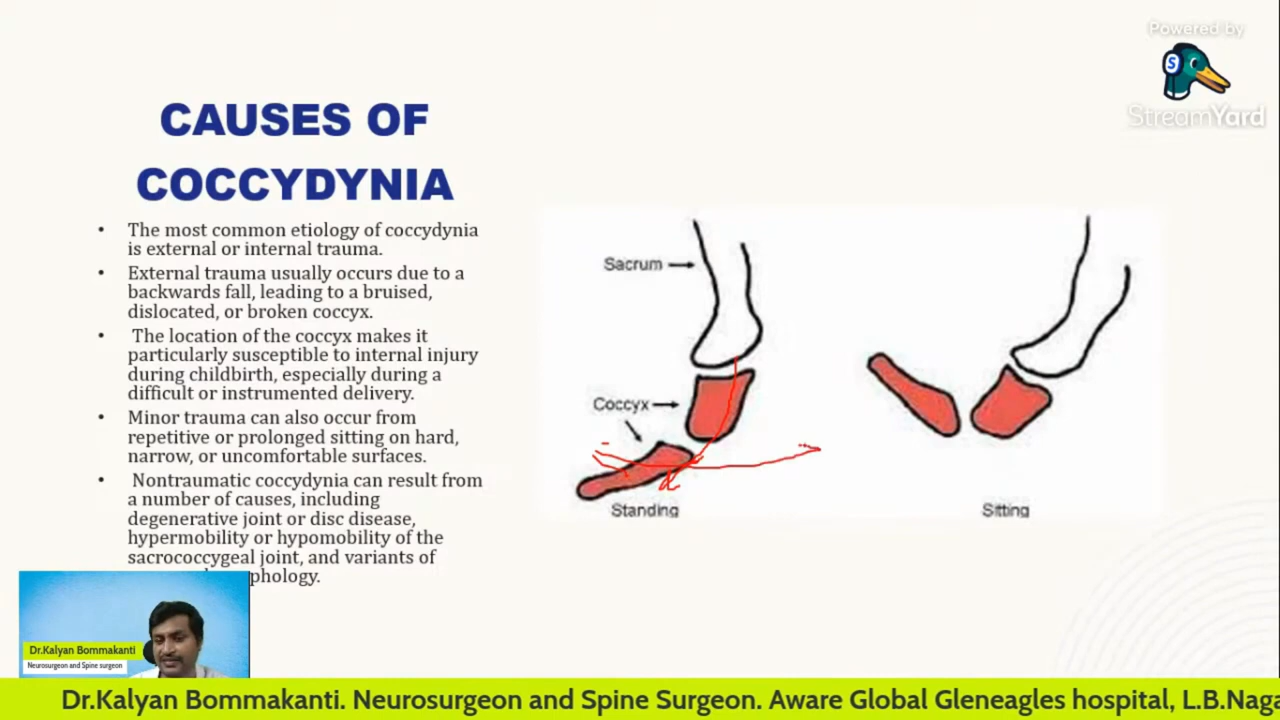 Powered by
StreamYard
CAUSES OF
COCCYDYNIA
• The most common etiology of coccydynia
is external or internal trauma.
• External trauma usually occurs due to a
backwards fall, leading to a bruised,
dislocated, or broken coccyx.
• The location of the coccyx makes it
particularly susceptible to internal injury
during childbirth, especially during a
difficult or instrumented delivery.
• Minor trauma can also occur from
repetitive or prolonged sitting on hard,
narrow, or uncomfortable surfaces.
• Nontraumatic coccydynia can result from
a number of causes, including
degenerative joint or disc disease,
hypermobility or hypomobility of the
sacrococcygeal joint, and variants of
phology.
Sacrum
Coccyx
Standing
Sitting
Dr.Kalyan Bommakanti
Neurosurgeon and Spine surgeon
Dr.Kalyan Bommakanti. Neurosurgeon and Spine Surgeon. Aware Global Gleneagles hospital, L.B.Naga